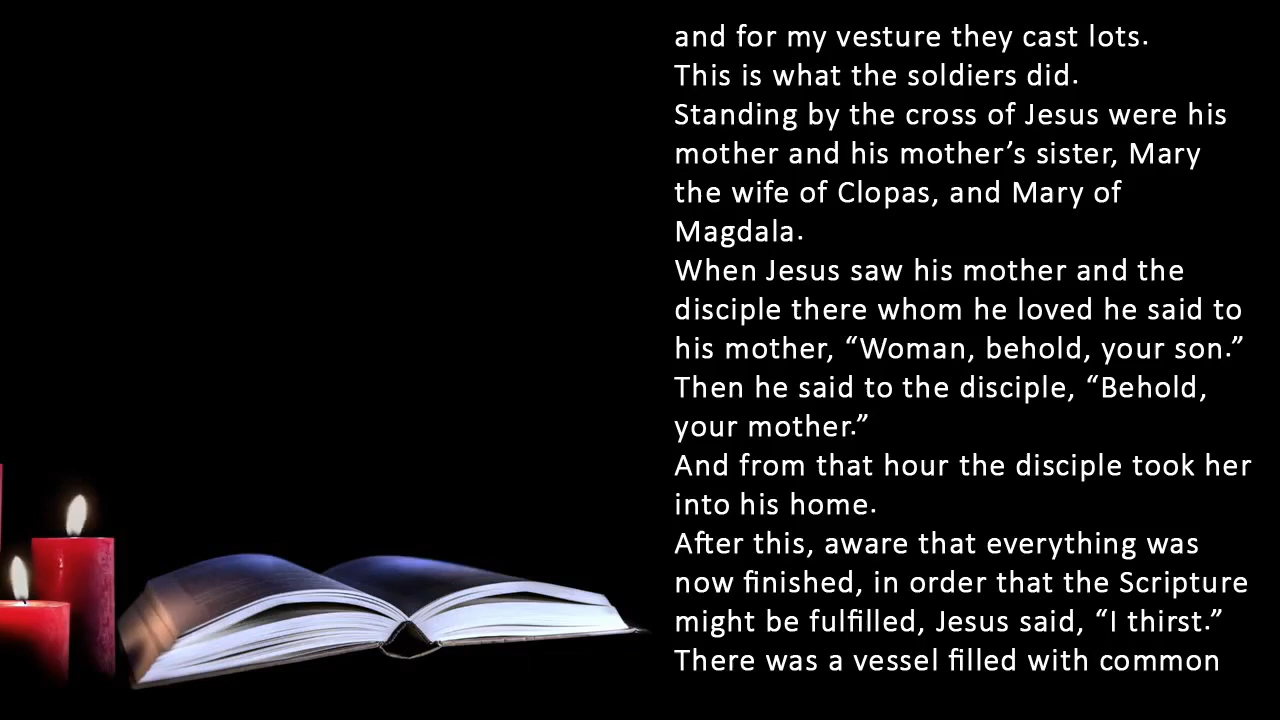 and for my vesture they cast lots.
This is what the soldiers did.
Standing by the cross of Jesus were his
mother and his mother’s sister, Mary
the wife of Clopas, and Mary of
Magdala.
When Jesus saw his mother and the
disciple there whom he loved he said to
his mother, “Woman, behold, your son.”
Then he said to the disciple, “Behold,
your mother.”
And from that hour the disciple took her
into his home.
After this, aware that everything was
now finished, in order that the Scripture
might be fulfilled, Jesus said, “I thirst.”
There was a vessel filled with common